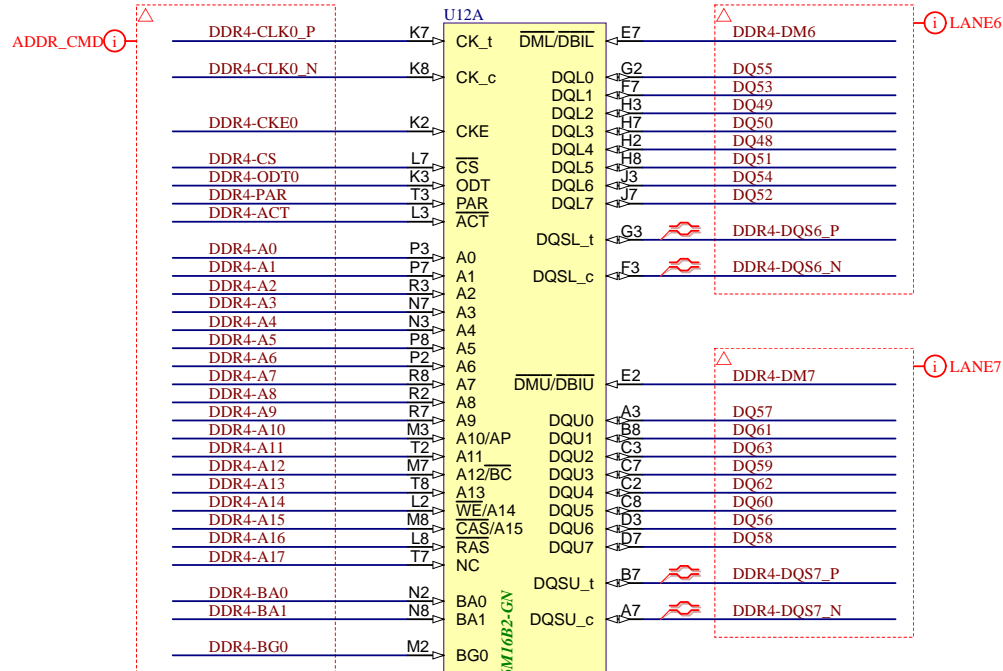 U12A
ADDR_CMD i
DDR4-CLK0_P K7 CK_t
DDR4-CLK0_N K8 CK_c
DDR4-CKE0 K2 CKE
DDR4-CS L7 CS
DDR4-ODT0 K3 ODT
DDR4-PAR T3 PAR
DDR4-ACT L3 ACT
DDR4-A0 P3 A0
DDR4-A1 P7 A1
DDR4-A2 R3 A2
DDR4-A3 N7 A3
DDR4-A4 N3 A4
DDR4-A5 P8 A5
DDR4-A6 P2 A6
DDR4-A7 R8 A7
DDR4-A8 R2 A8
DDR4-A9 R7 A9
DDR4-A10 M3 A10/AP
DDR4-A11 T2 A11
DDR4-A12 M7 A12/BC
DDR4-A13 T8 A13
DDR4-A14 L2 WE/A14
DDR4-A15 M8 CAS/A15
DDR4-A16 L8 RAS
DDR4-A17 T7 NC
DDR4-BA0 N2 BA0
DDR4-BA1 N8 BA1
DDR4-BG0 M2 BG0
i LANE6
DML/DBIL E7 DDR4-DM6
DQL0 G2 DQ55
DQL1 F7 DQ53
DQL2 H3 DQ49
DQL3 H7 DQ50
DQL4 H2 DQ48
DQL5 H8 DQ51
DQL6 J3 DQ54
DQL7 J7 DQ52
DQSL_t G3 DDR4-DQS6_P
DQSL_c F3 DDR4-DQS6_N
i LANE7
DMU/DBIU E2 DDR4-DM7
DQU0 A3 DQ57
DQU1 B8 DQ61
DQU2 C3 DQ63
DQU3 C7 DQ59
DQU4 C2 DQ62
DQU5 C8 DQ60
DQU6 D3 DQ56
DQU7 D7 DQ58
DQSU_t B7 DDR4-DQS7_P
DQSU_c A7 DDR4-DQS7_N